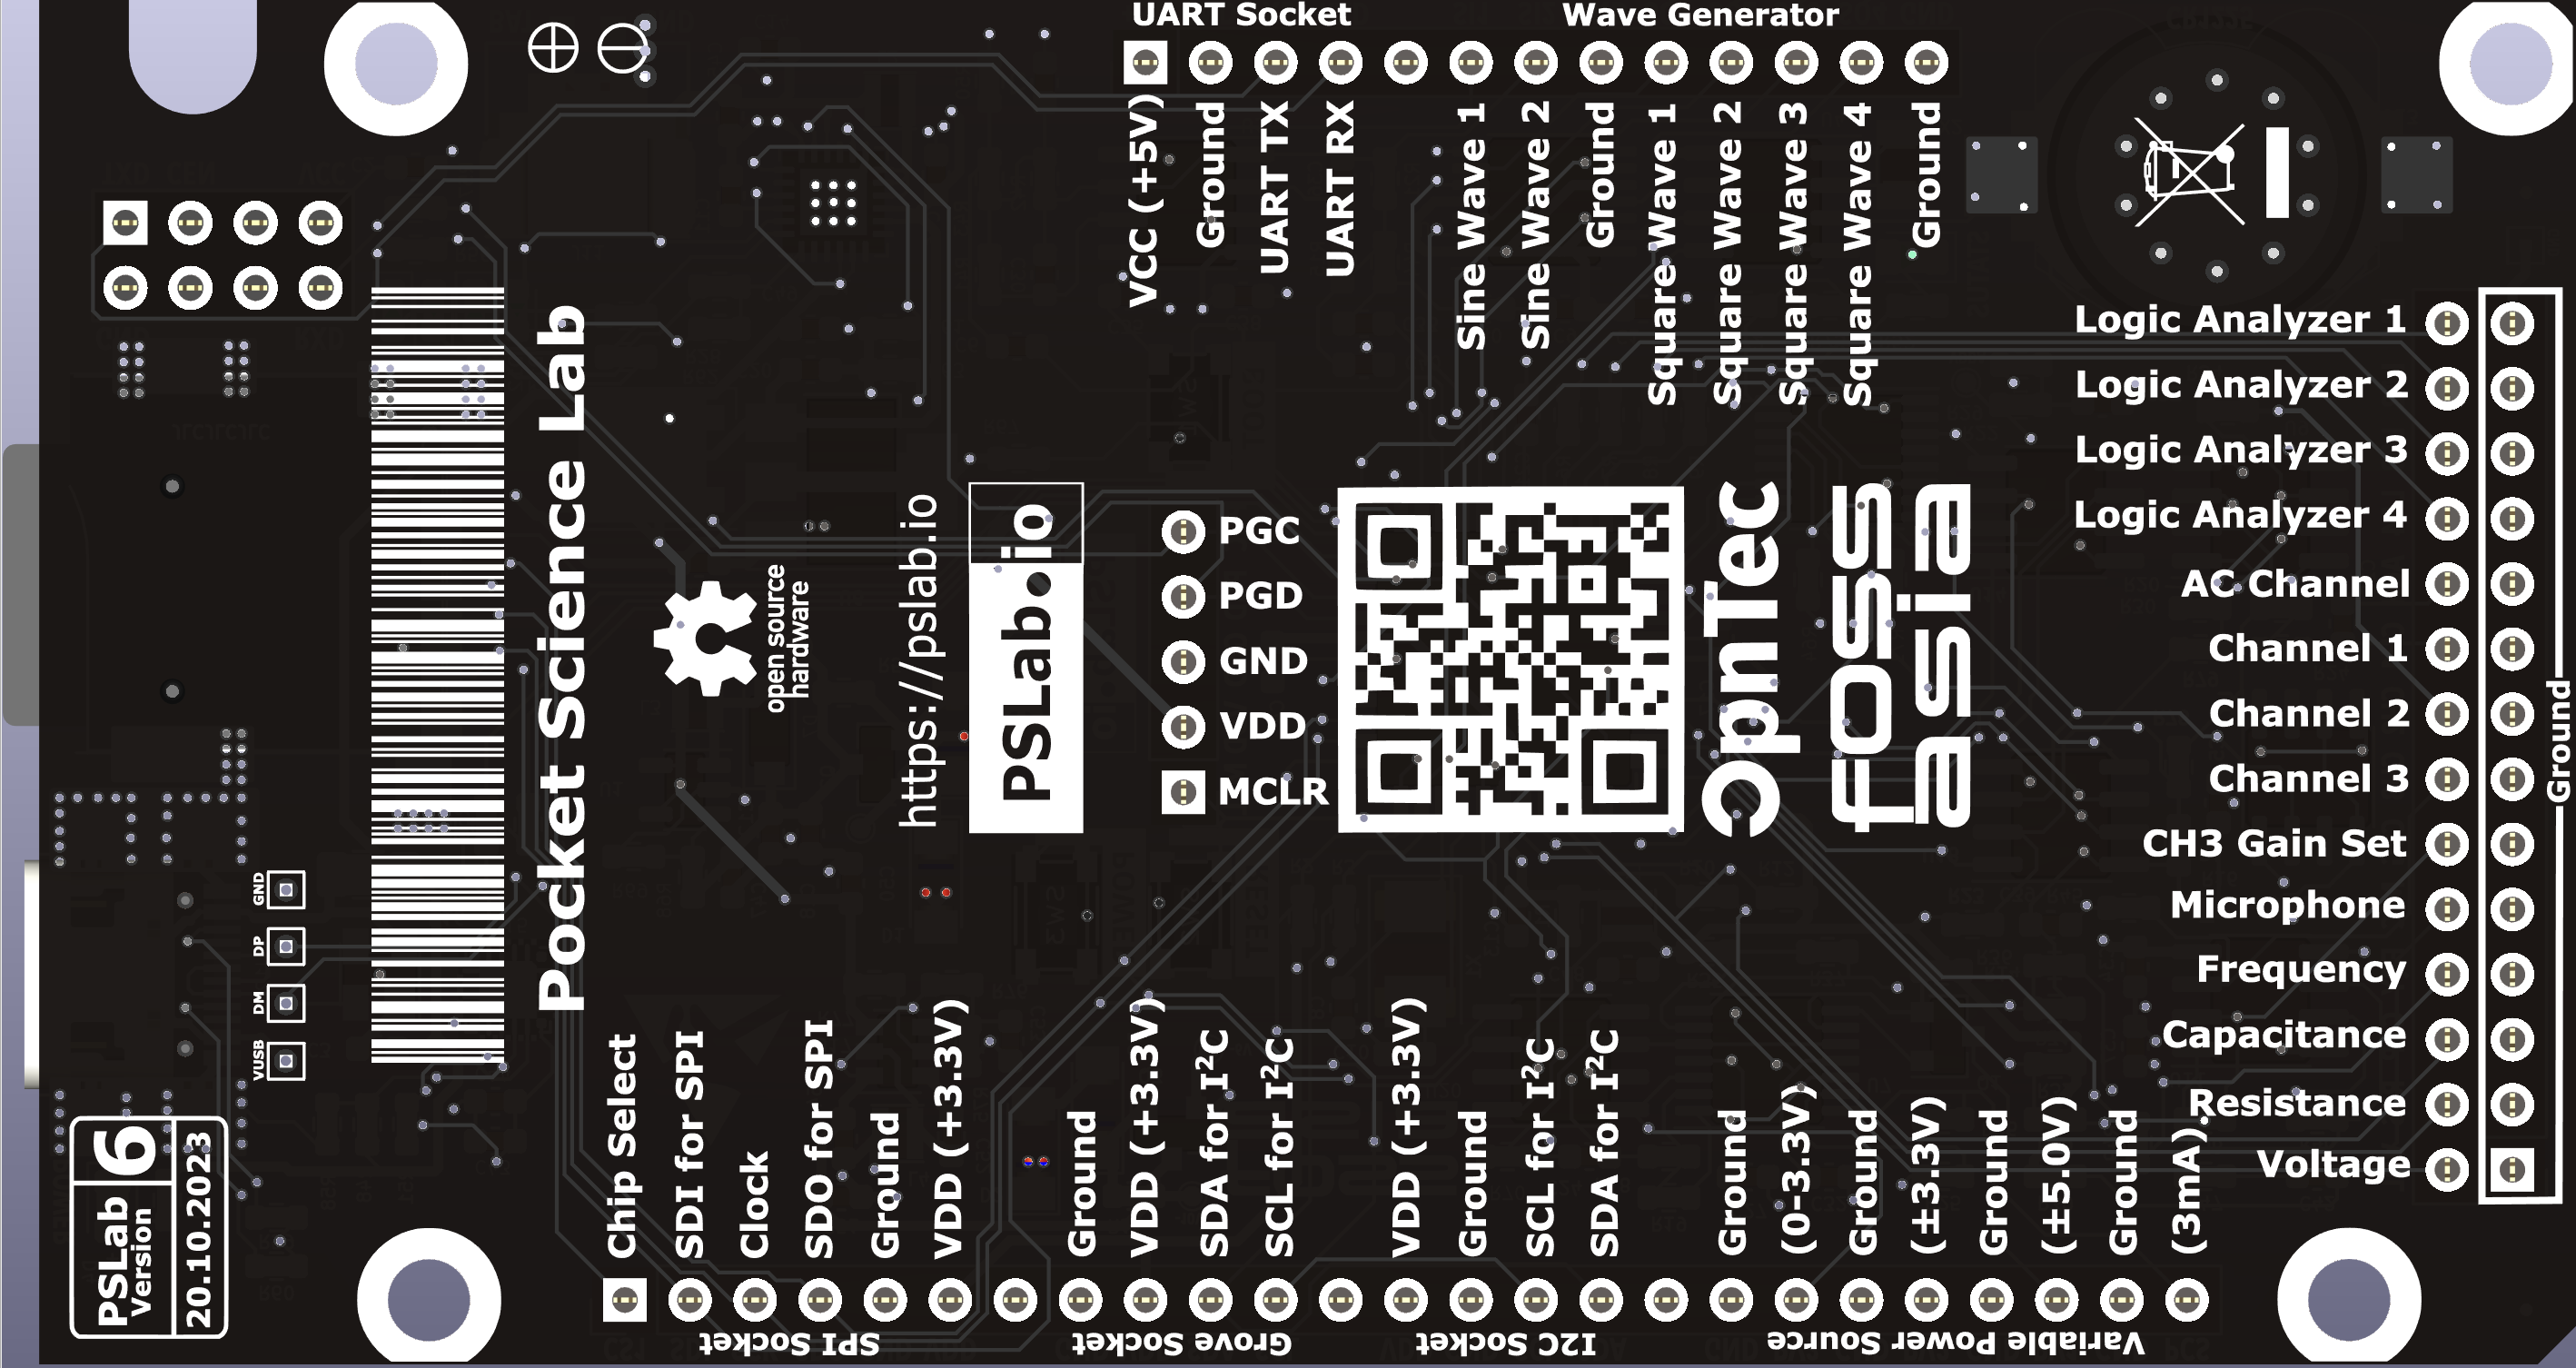 UART Socket
Wave Generator
VCC (+5V)
Ground
UART TX
UART RX
Sine Wave 1
Sine Wave 2
Ground
Square Wave 1
Square Wave 2
Square Wave 3
Square Wave 4
Ground
Logic Analyzer 1
Logic Analyzer 2
Logic Analyzer 3
Logic Analyzer 4
AC Channel
Channel 1
Channel 2
Channel 3
CH3 Gain Set
Microphone
Frequency
Capacitance
Resistance
Voltage
Ground
Pocket Science Lab
open source
hardware
https://pslab.io
PSLab.io
PGC
PGD
GND
VDD
MCLR
OpnTec
foss
asia
GND
DP
DM
VUSB
PSLab
Version
6
20.10.2023
Chip Select
SDI for SPI
Clock
SDO for SPI
Ground
VDD (+3.3V)
Ground
VDD (+3.3V)
SDA for I²C
SCL for I²C
VDD (+3.3V)
Ground
SCL for I²C
SDA for I²C
Ground
(0-3.3V)
Ground
(±3.3V)
Ground
(±5.0V)
Ground
(3mA)
SPI Socket
Grove Socket
I2C Socket
Variable Power Source